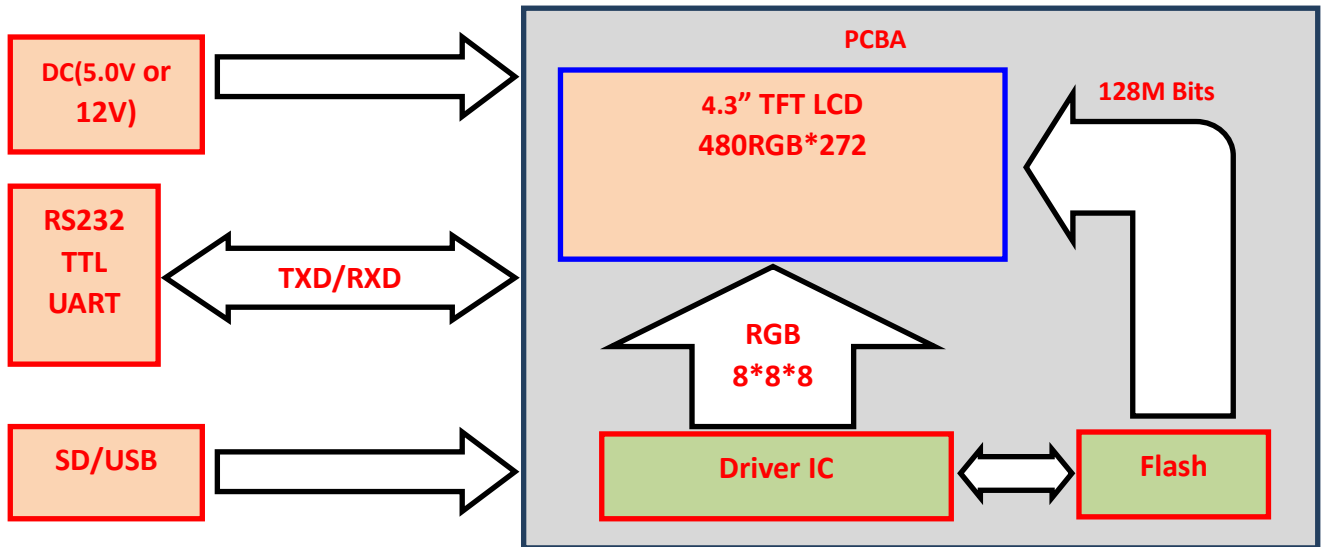 PCBA
DC(5.0V or
12V)
4.3” TFT LCD
480RGB*272
128M Bits
RS232
TTL
UART
TXD/RXD
RGB
8*8*8
SD/USB
Driver IC
Flash